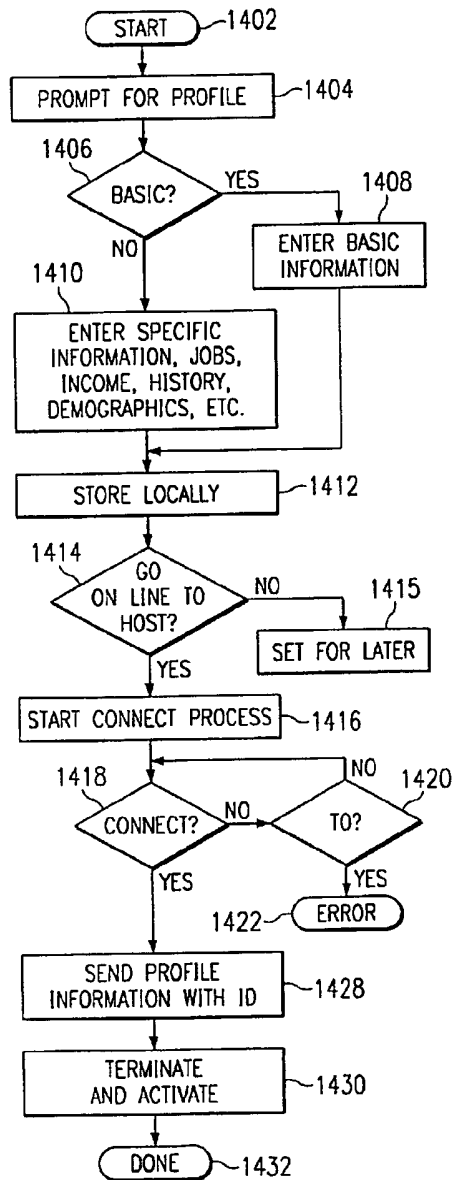 START
1402
PROMPT FOR PROFILE
1404
1406
BASIC?
YES
NO
1408
ENTER BASIC
INFORMATION
1410
ENTER SPECIFIC
INFORMATION, JOBS,
INCOME, HISTORY,
DEMOGRAPHICS, ETC.
STORE LOCALLY
1412
1414
GO
ON LINE TO
HOST?
NO
YES
1415
SET FOR LATER
START CONNECT PROCESS
1416
1418
CONNECT?
NO
YES
NO
1420
TO?
YES
1422
ERROR
SEND PROFILE
INFORMATION WITH ID
1428
TERMINATE
AND ACTIVATE
1430
DONE
1432